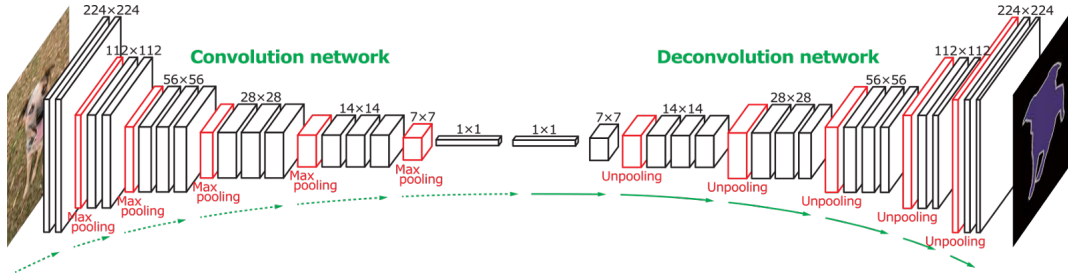 224×224
224×224
112×112
112×112
Convolution network
Deconvolution network
56×56
56×56
28×28
28×28
14×14
14×14
7×7
7×7
1×1
1×1
Max
pooling
Max
pooling
Max
pooling
Max
pooling
Max
pooling
Unpooling
Unpooling
Unpooling
Unpooling
Unpooling